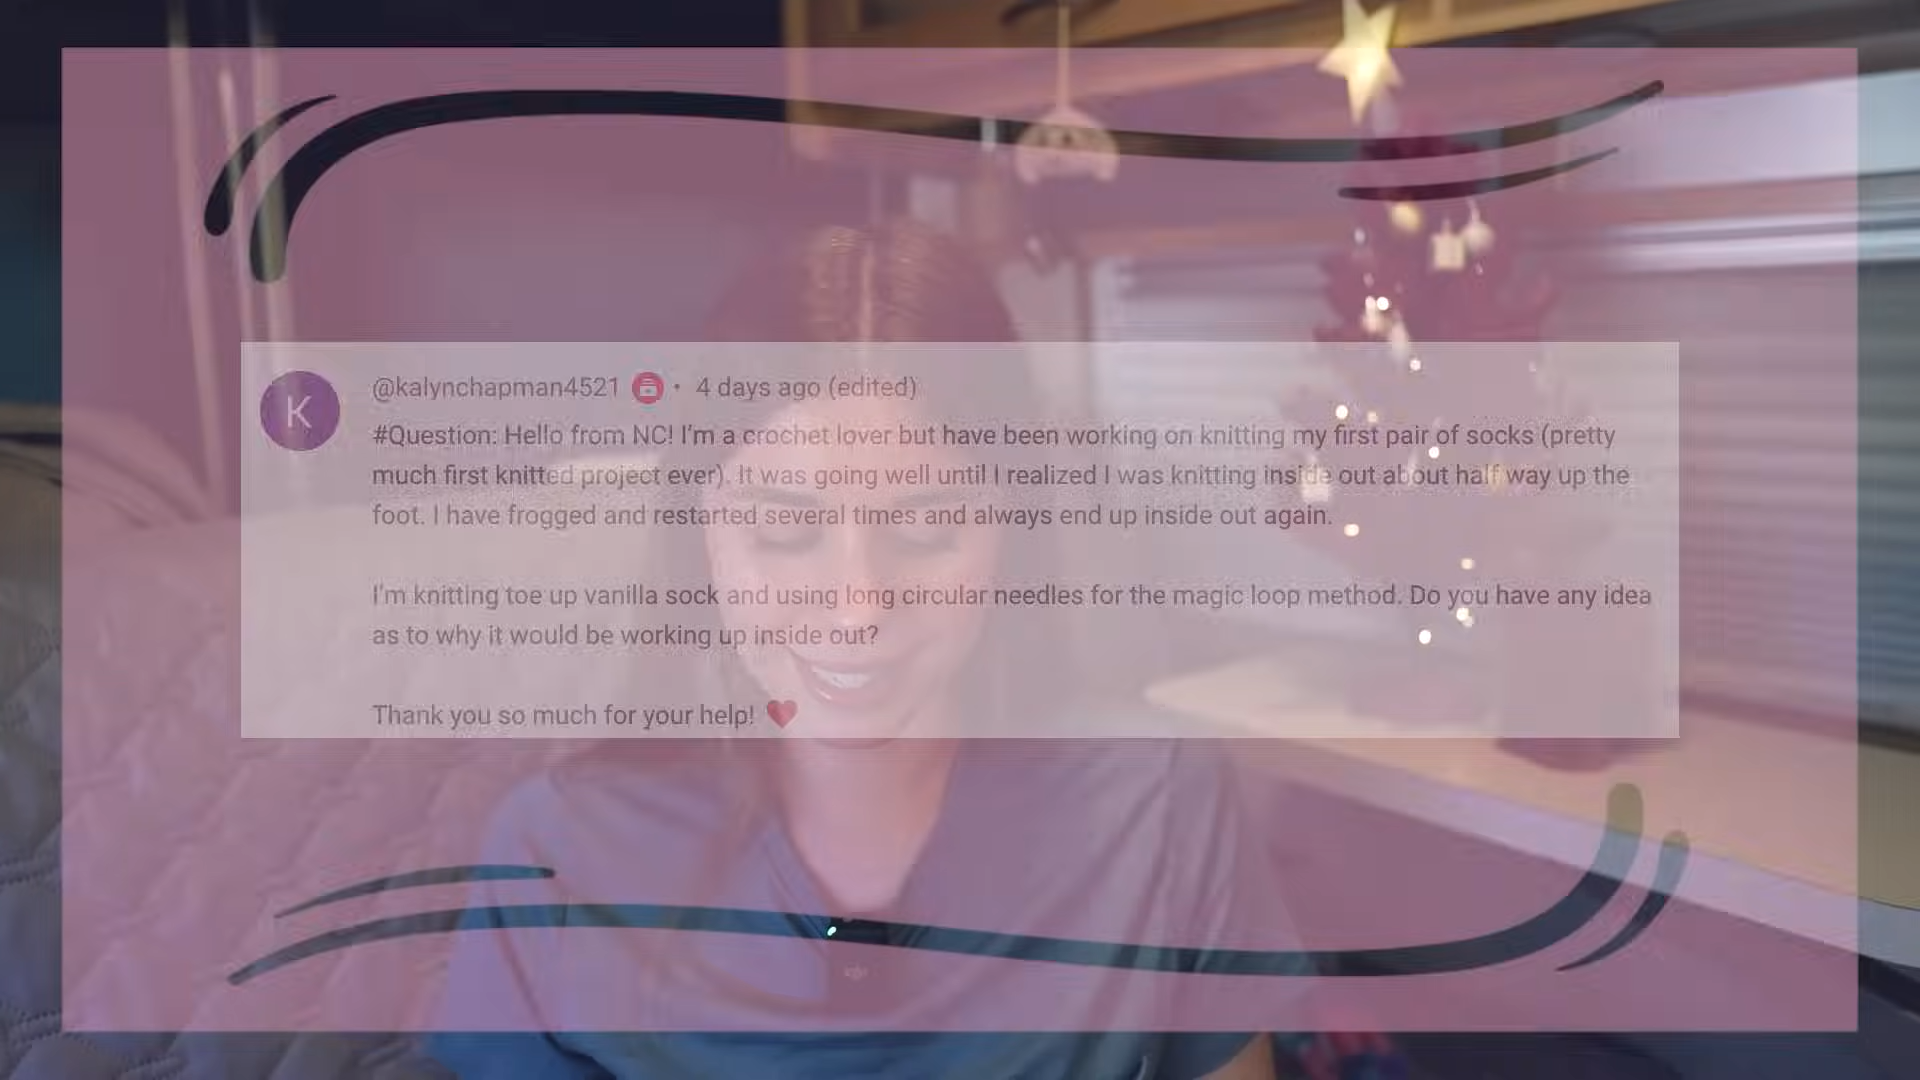 K
@kalynchapman4521 • 4 days ago (edited)
#Question: Hello from NC! I'm a crochet lover but have been working on knitting my first pair of socks (pretty
much first knitted project ever). It was going well until I realized I was knitting inside out about half way up the
foot. I have frogged and restarted several times and always end up inside out again.
I'm knitting toe up vanilla sock and using long circular needles for the magic loop method. Do you have any idea
as to why it would be working up inside out?
Thank you so much for your help! ❤️